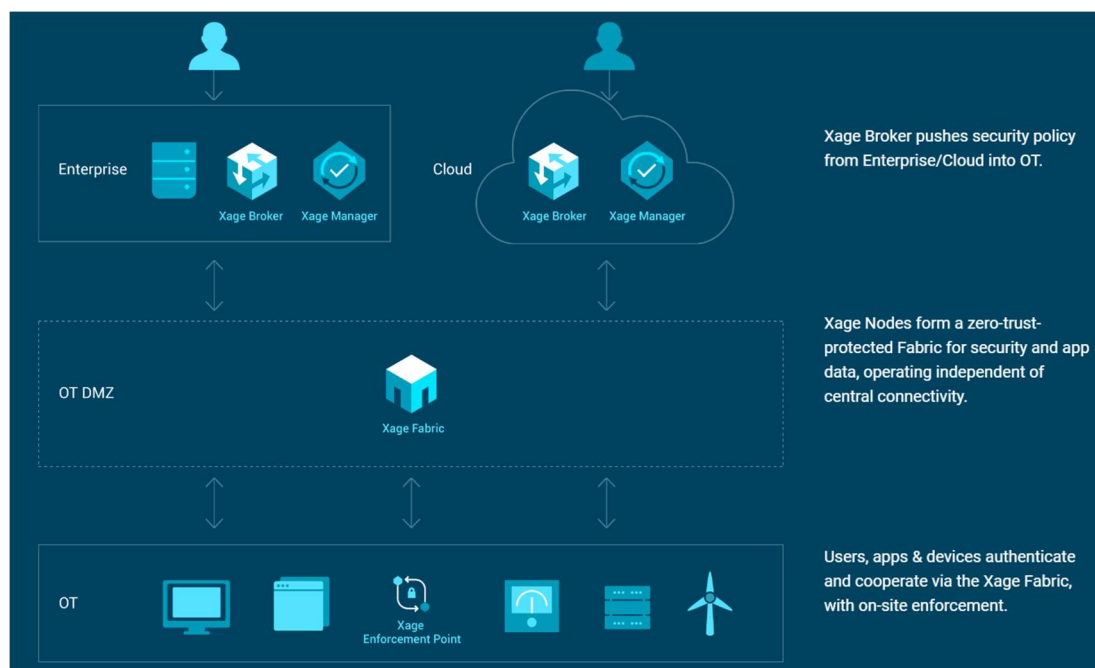 Enterprise
Xage Broker
Xage Manager
Cloud
Xage Broker
Xage Manager
Xage Broker pushes security policy
from Enterprise/Cloud into OT.
OT DMZ
Xage Fabric
Xage Nodes form a zero-trust-
protected Fabric for security and app
data, operating independent of
central connectivity.
OT
Xage
Enforcement Point
Users, apps & devices authenticate
and cooperate via the Xage Fabric,
with on-site enforcement.